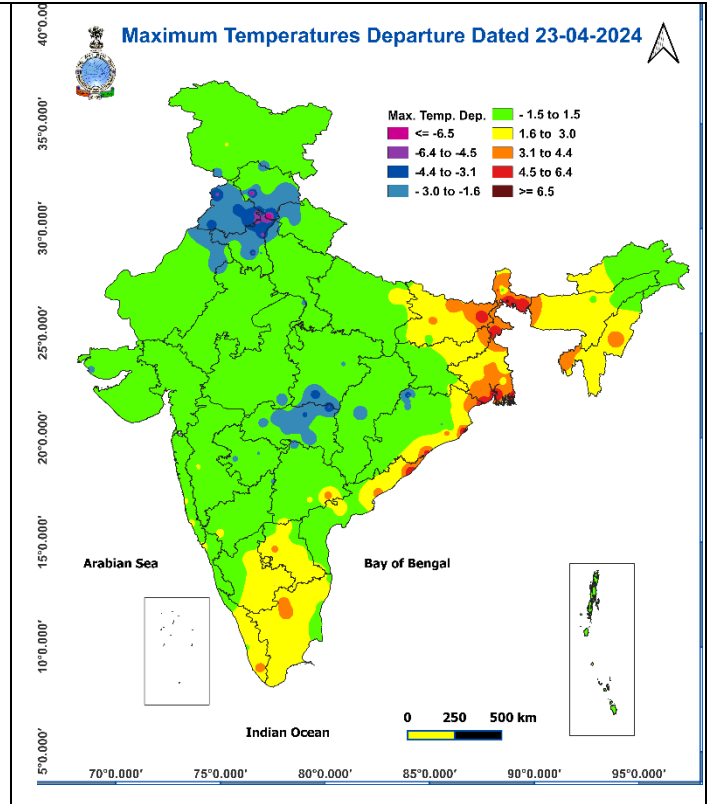 Maximum Temperatures Departure Dated 23-04-2024
Max. Temp. Dep.
<= -6.5
-6.4 to -4.5
-4.4 to -3.1
- 3.0 to -1.6
- 1.5 to 1.5
1.6 to 3.0
3.1 to 4.4
4.5 to 6.4
>= 6.5
40°0.000'
35°0.000'
30°0.000'
25°0.000'
20°0.000'
15°0.000'
10°0.000'
5°0.000'
Arabian Sea
Bay of Bengal
Indian Ocean
0 250 500 km
70°0.000' 75°0.000' 80°0.000' 85°0.000' 90°0.000' 95°0.000'